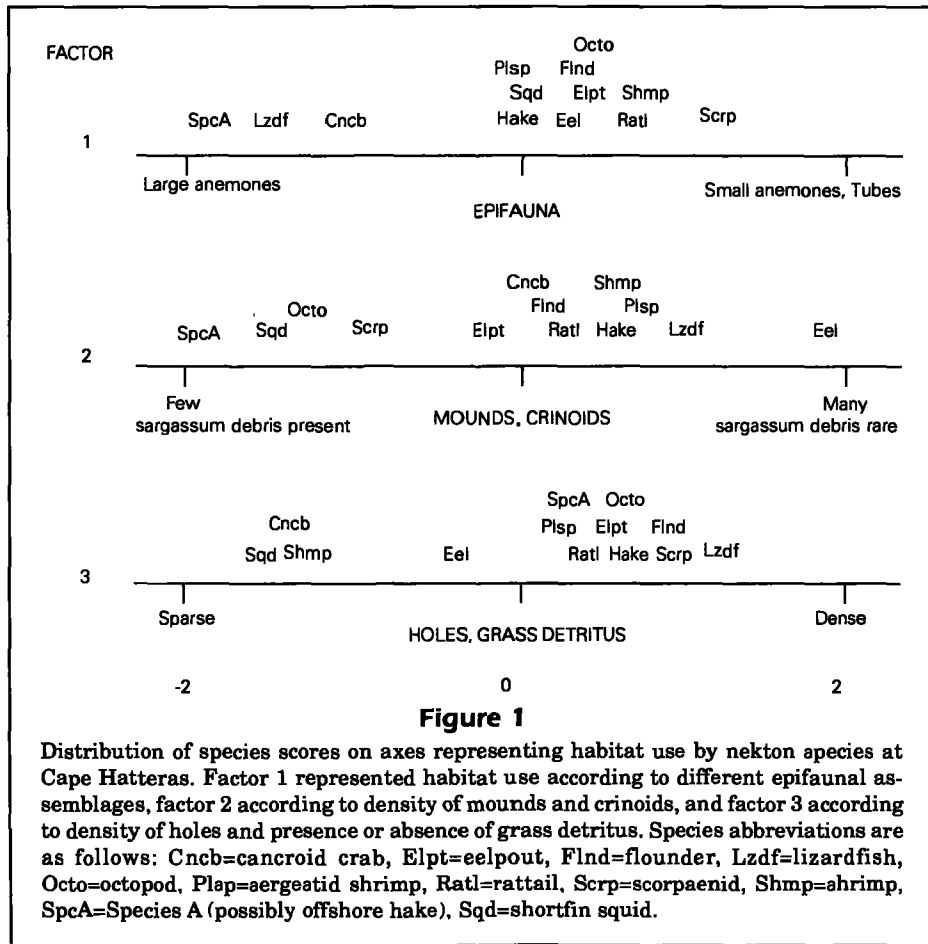 FACTOR
Octo
Plsp Flnd
Sqd Elpt Shmp
SpcA Lzdf Cncb Hake Eel Ratl Scrp
1
Large anemones Small anemones, Tubes
EPIFAUNA
Cncb Shmp
Octo Flnd Plsp
SpcA Sqd Scrp Elpt Ratl Hake Lzdf Eel
2
Few Many
sargassum debris present MOUNDS, CRINOIDS sargassum debris rare
SpcA Octo
Cncb Plsp Elpt Flnd
Sqd Shmp Eel Ratl Hake Scrp Lzdf
3
Sparse Dense
HOLES, GRASS DETRITUS
-2 0 2
Figure 1
Distribution of species scores on axes representing habitat use by nekton apecies at
Cape Hatteras. Factor 1 represented habitat use according to different epifaunal as-
semblages, factor 2 according to density of mounds and crinoids, and factor 3 according
to density of holes and presence or absence of grass detritus. Species abbreviations are
as follows: Cncb=cancroid crab, Elpt=eelpout, Flnd=flounder, Lzdf=lizardfish,
Octo=octopod, Plap=aergeatid shrimp, Ratl=rattail, Scrp=scorpaenid, Shmp=ahrimp,
SpcA=Species A (possibly offshore hake), Sqd=shortfin squid.